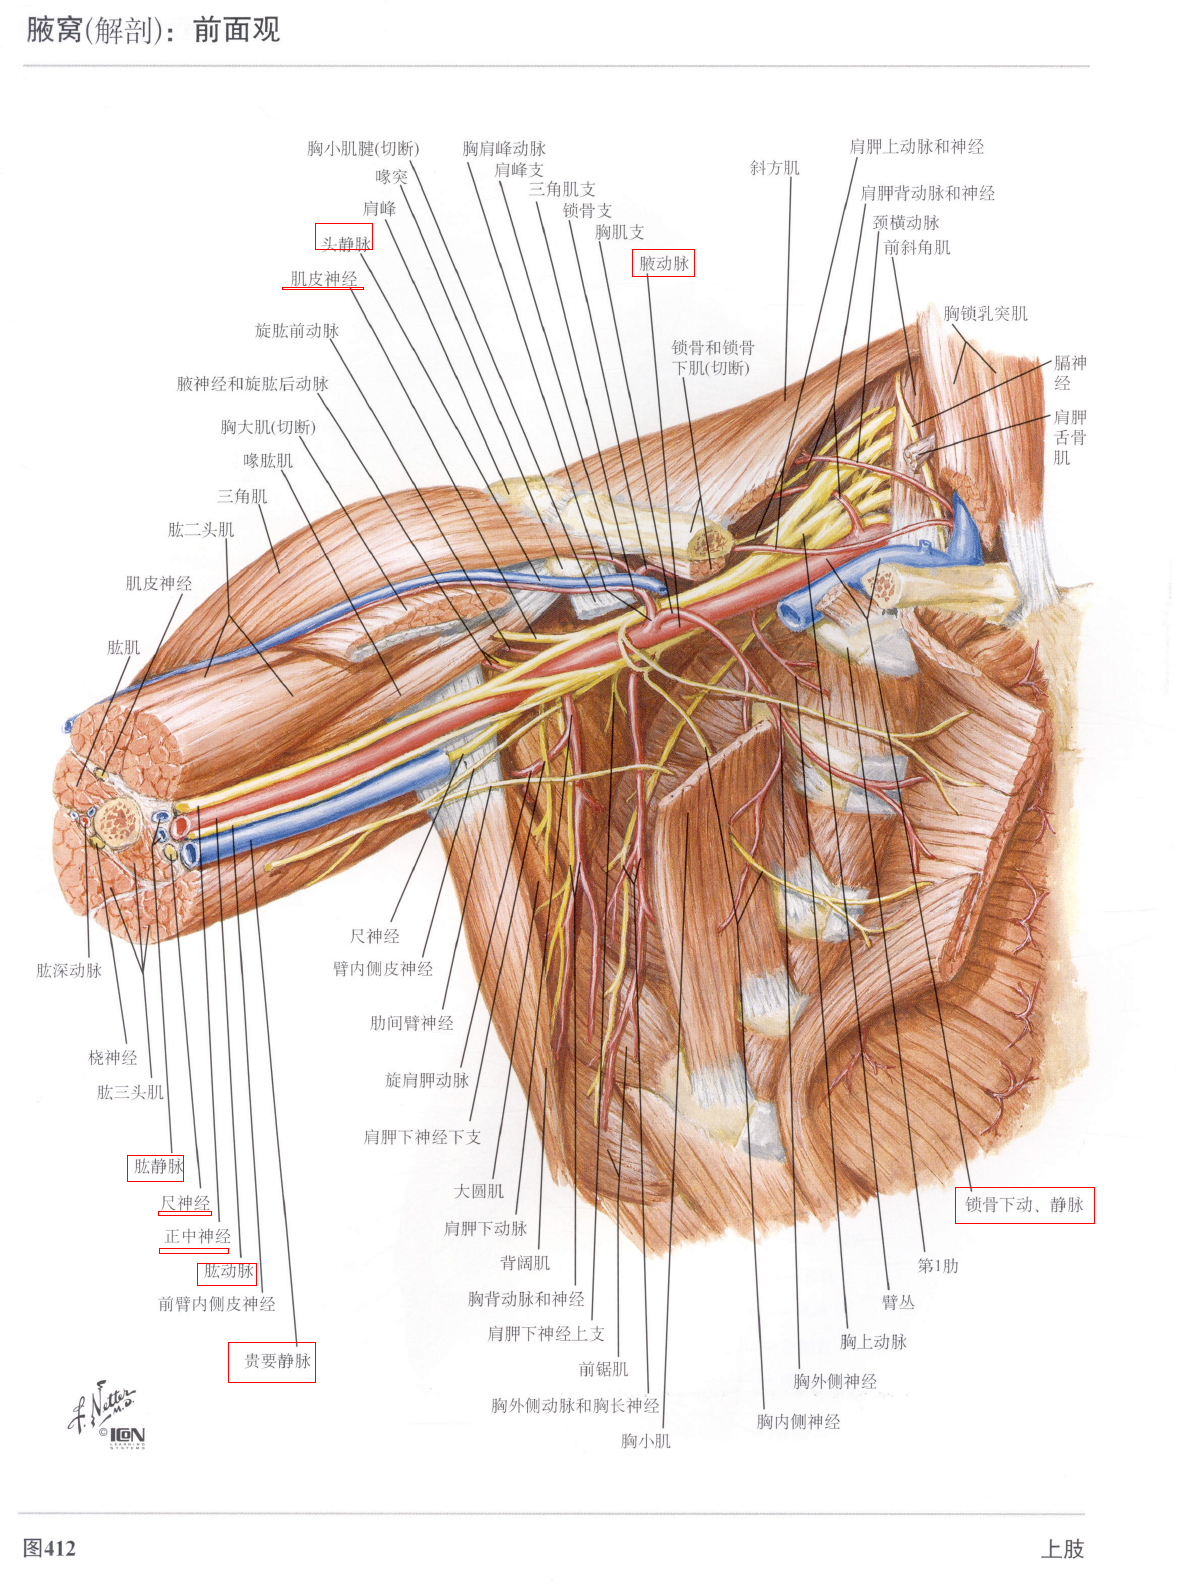 腋窝(解剖)：前面观
胸小肌腱(切断)
喙突
肩峰
头静脉
肌皮神经
旋肱前动脉
腋神经和旋肱后动脉
胸大肌(切断)
喙肱肌
三角肌
肱二头肌
肌皮神经
肱肌
胸肩峰动脉
肩峰支
三角肌支
锁骨支
胸肌支
腋动脉
锁骨和锁骨
下肌(切断)
斜方肌
肩胛上动脉和神经
肩胛背动脉和神经
颈横动脉
前斜角肌
胸锁乳突肌
膈神
经
肩胛
舌骨
肌
肱深动脉
桡神经
肱三头肌
肱静脉
尺神经
正中神经
肱动脉
前臂内侧皮神经
贵要静脉
尺神经
臂内侧皮神经
肋间臂神经
旋肩胛动脉
肩胛下神经下支
大圆肌
肩胛下动脉
背阔肌
胸背动脉和神经
肩胛下神经上支
前锯肌
胸外侧动脉和胸长神经
胸小肌
锁骨下动、静脉
第1肋
臂丛
胸上动脉
胸外侧神经
胸内侧神经
F. Netter
M.D.
© ICON
LEARNING
SYSTEMS
图412
上肢